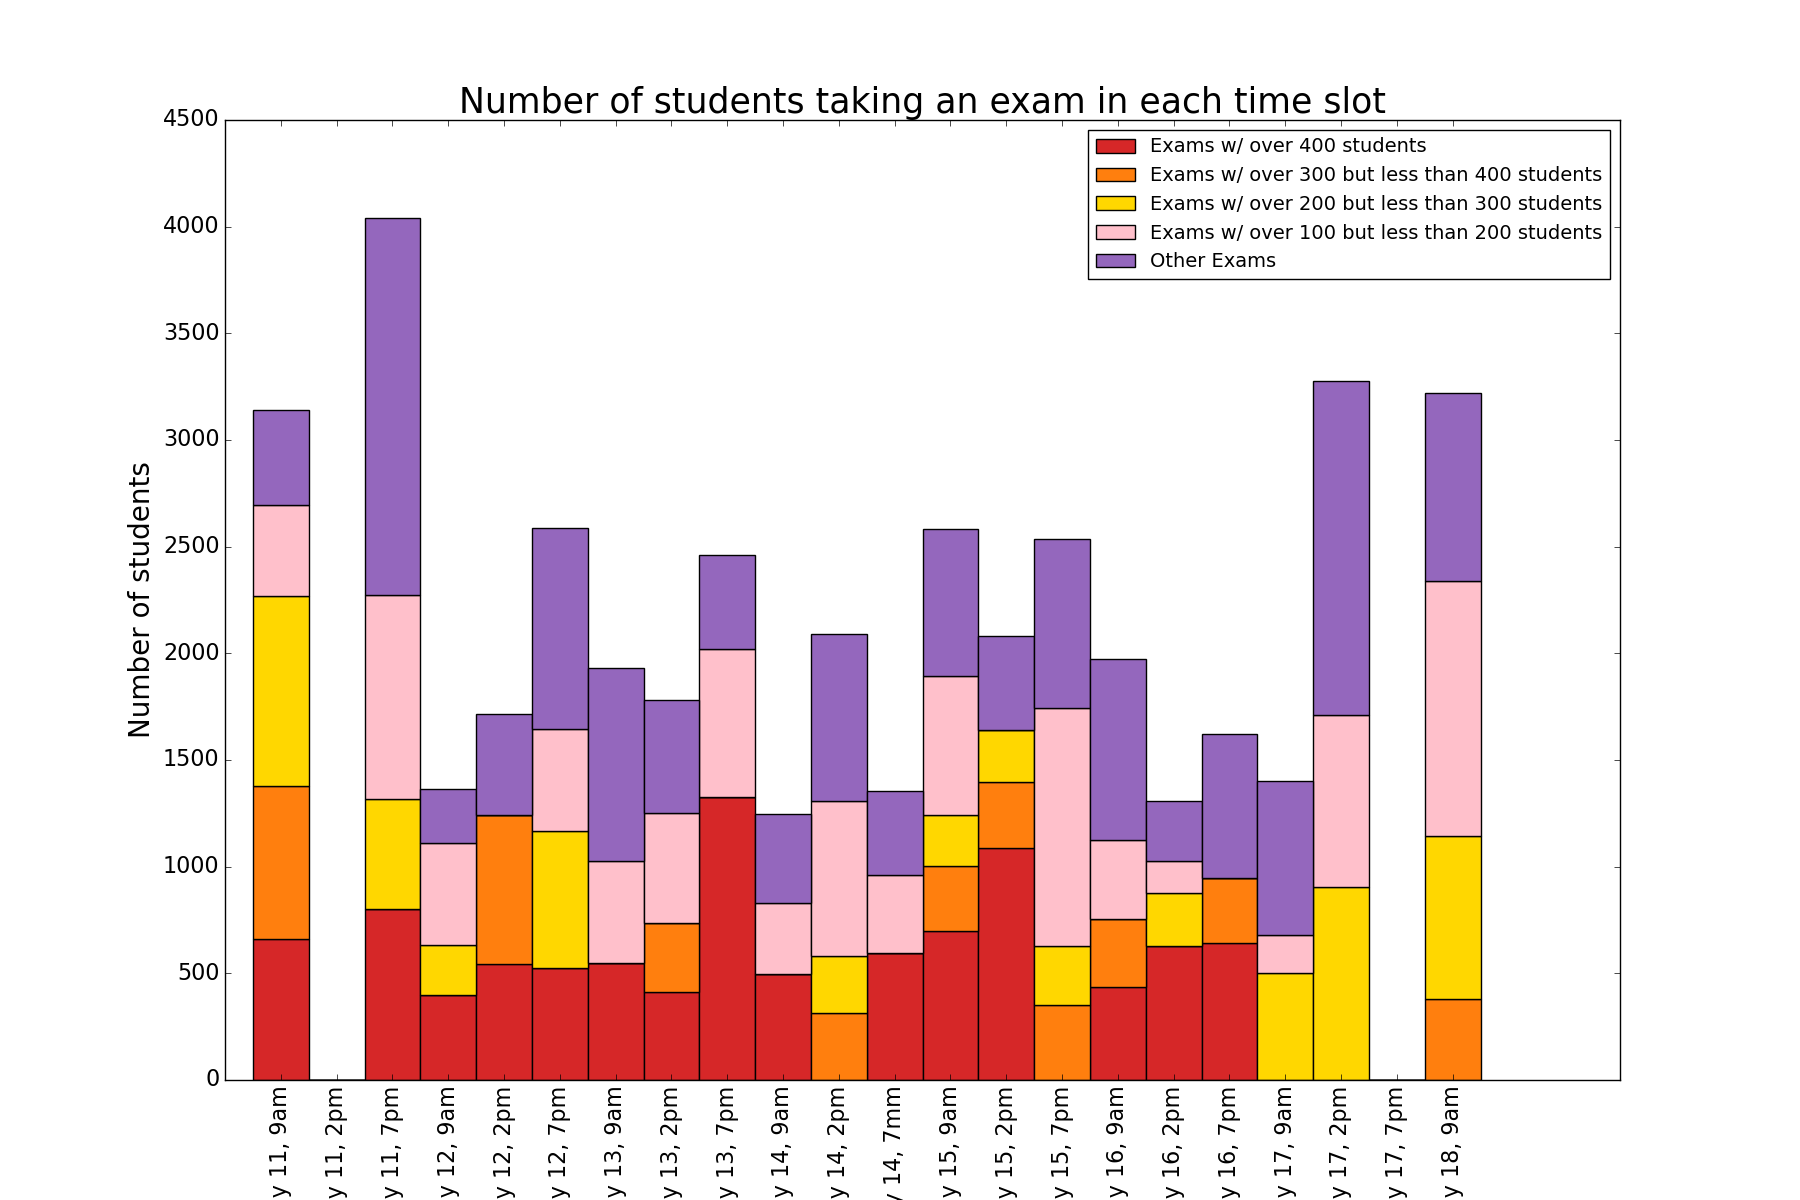 Number of students taking an exam in each time slot
4500
4000
3500
3000
2500
2000
1500
1000
500
0
Number of students
Exams w/ over 400 students
Exams w/ over 300 but less than 400 students
Exams w/ over 200 but less than 300 students
Exams w/ over 100 but less than 200 students
Other Exams
y 11, 9am
y 11, 2pm
y 11, 7pm
y 12, 9am
y 12, 2pm
y 12, 7pm
y 13, 9am
y 13, 2pm
y 13, 7pm
y 14, 9am
y 14, 2pm
y 14, 7mm
y 15, 9am
y 15, 2pm
y 15, 7pm
y 16, 9am
y 16, 2pm
y 16, 7pm
y 17, 9am
y 17, 2pm
y 17, 7pm
y 18, 9am